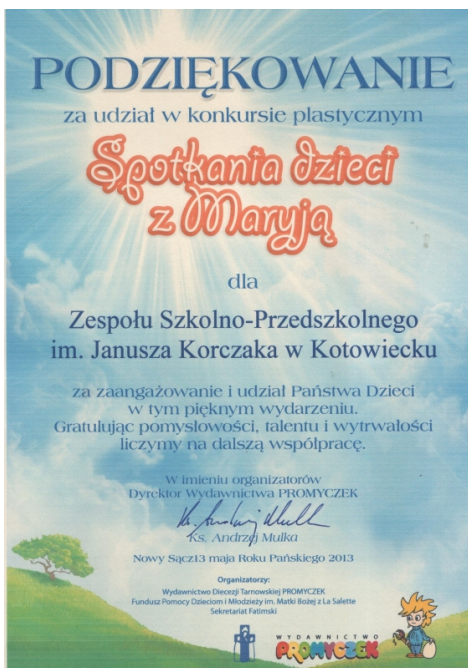 PODZIĘKOWANIE
za udział w konkursie plastycznym
Spotkania dzieci
z Maryją
dla
Zespołu Szkolno-Przedszkolnego
im. Janusza Korczaka w Kotowiecku
za zaangażowanie i udział Państwa Dzieci
w tym pięknym wydarzeniu.
Gratulując pomysłowości, talentu i wytrwałości
liczymy na dalszą współpracę.
W imieniu organizatorów
Dyrektor Wydawnictwa PROMYCZEK
Ks. Andrzej Mulka
Ks. Andrzej Mulka
Nowy Sącz13 maja Roku Pańskiego 2013
Organizatorzy:
Wydawnictwo Diecezji Tarnowskiej PROMYCZEK
Fundusz Pomocy Dzieciom i Młodzieży im. Matki Bożej z La Salette
Sekretariat Fatimski
WYDAWNICTWO
PROMYCZEK